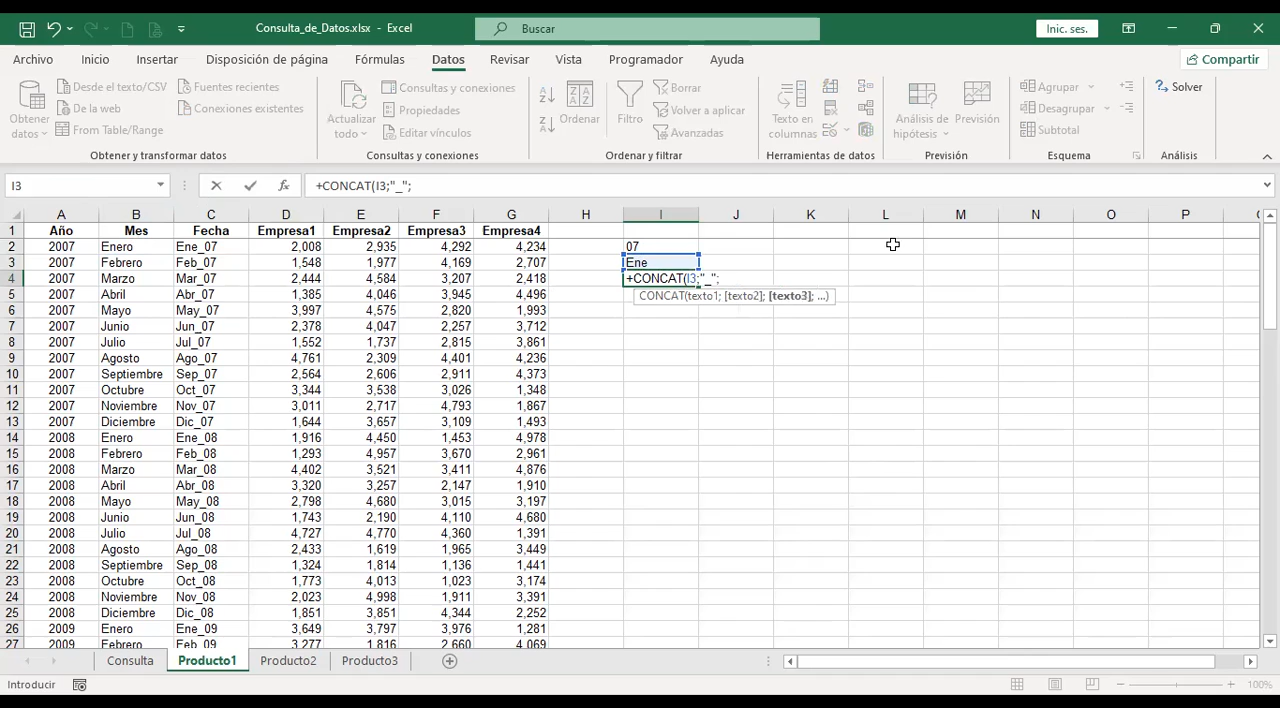 Consulta_de_Datos.xlsx - Excel
Buscar
Inic. ses.
Archivo Inicio Insertar Disposición de página Fórmulas Datos Revisar Vista Programador Ayuda
Compartir
Obtener datos
Desde el texto/CSV
De la web
From Table/Range
Fuentes recientes
Conexiones existentes
Obtener y transformar datos
Actualizar todo
Consultas y conexiones
Propiedades
Editar vínculos
Consultas y conexiones
Ordenar
Filtro
Borrar
Volver a aplicar
Avanzadas
Ordenar y filtrar
Texto en columnas
Herramientas de datos
Análisis de hipótesis
Previsión
Previsión
Agrupar
Desagrupar
Subtotal
Esquema
Solver
Análisis
I3 +CONCAT(I3;"_";
A B C D E F G H I J K L M N O P
1 Año Mes Fecha Empresa1 Empresa2 Empresa3 Empresa4
2 2007 Enero Ene_07 2,008 2,935 4,292 4,234 07
3 2007 Febrero Feb_07 1,548 1,977 4,169 2,707 Ene
4 2007 Marzo Mar_07 2,444 4,584 3,207 2,418 +CONCAT(I3;"_";
CONCAT(texto1; [texto2]; [texto3]; ...)
5 2007 Abril Abr_07 1,385 4,046 3,945 4,496
6 2007 Mayo May_07 3,997 4,575 2,820 1,993
7 2007 Junio Jun_07 2,378 4,047 2,257 3,712
8 2007 Julio Jul_07 1,552 1,737 2,815 3,861
9 2007 Agosto Ago_07 4,761 2,309 4,401 4,236
10 2007 Septiembre Sep_07 2,564 2,606 2,911 4,373
11 2007 Octubre Oct_07 3,344 3,538 3,026 1,348
12 2007 Noviembre Nov_07 3,011 2,717 4,793 1,867
13 2007 Diciembre Dic_07 1,644 3,657 3,109 1,493
14 2008 Enero Ene_08 1,916 4,450 1,453 4,978
15 2008 Febrero Feb_08 1,293 4,957 3,670 2,961
16 2008 Marzo Mar_08 4,402 3,521 3,411 4,876
17 2008 Abril Abr_08 3,320 3,257 2,147 1,910
18 2008 Mayo May_08 2,798 4,680 3,015 3,197
19 2008 Junio Jun_08 1,743 2,190 4,110 4,680
20 2008 Julio Jul_08 4,727 4,770 4,360 1,391
21 2008 Agosto Ago_08 2,433 1,619 1,965 3,449
22 2008 Septiembre Sep_08 1,324 1,814 1,136 1,441
23 2008 Octubre Oct_08 1,773 4,013 1,023 3,174
24 2008 Noviembre Nov_08 2,023 4,998 1,911 3,391
25 2008 Diciembre Dic_08 1,851 3,851 4,344 2,252
26 2009 Enero Ene_09 3,649 3,797 3,976 1,281
27 2009 Febrero Feb_09 3,277 1,816 2,660 4,069
Consulta Producto1 Producto2 Producto3
Introducir
100%